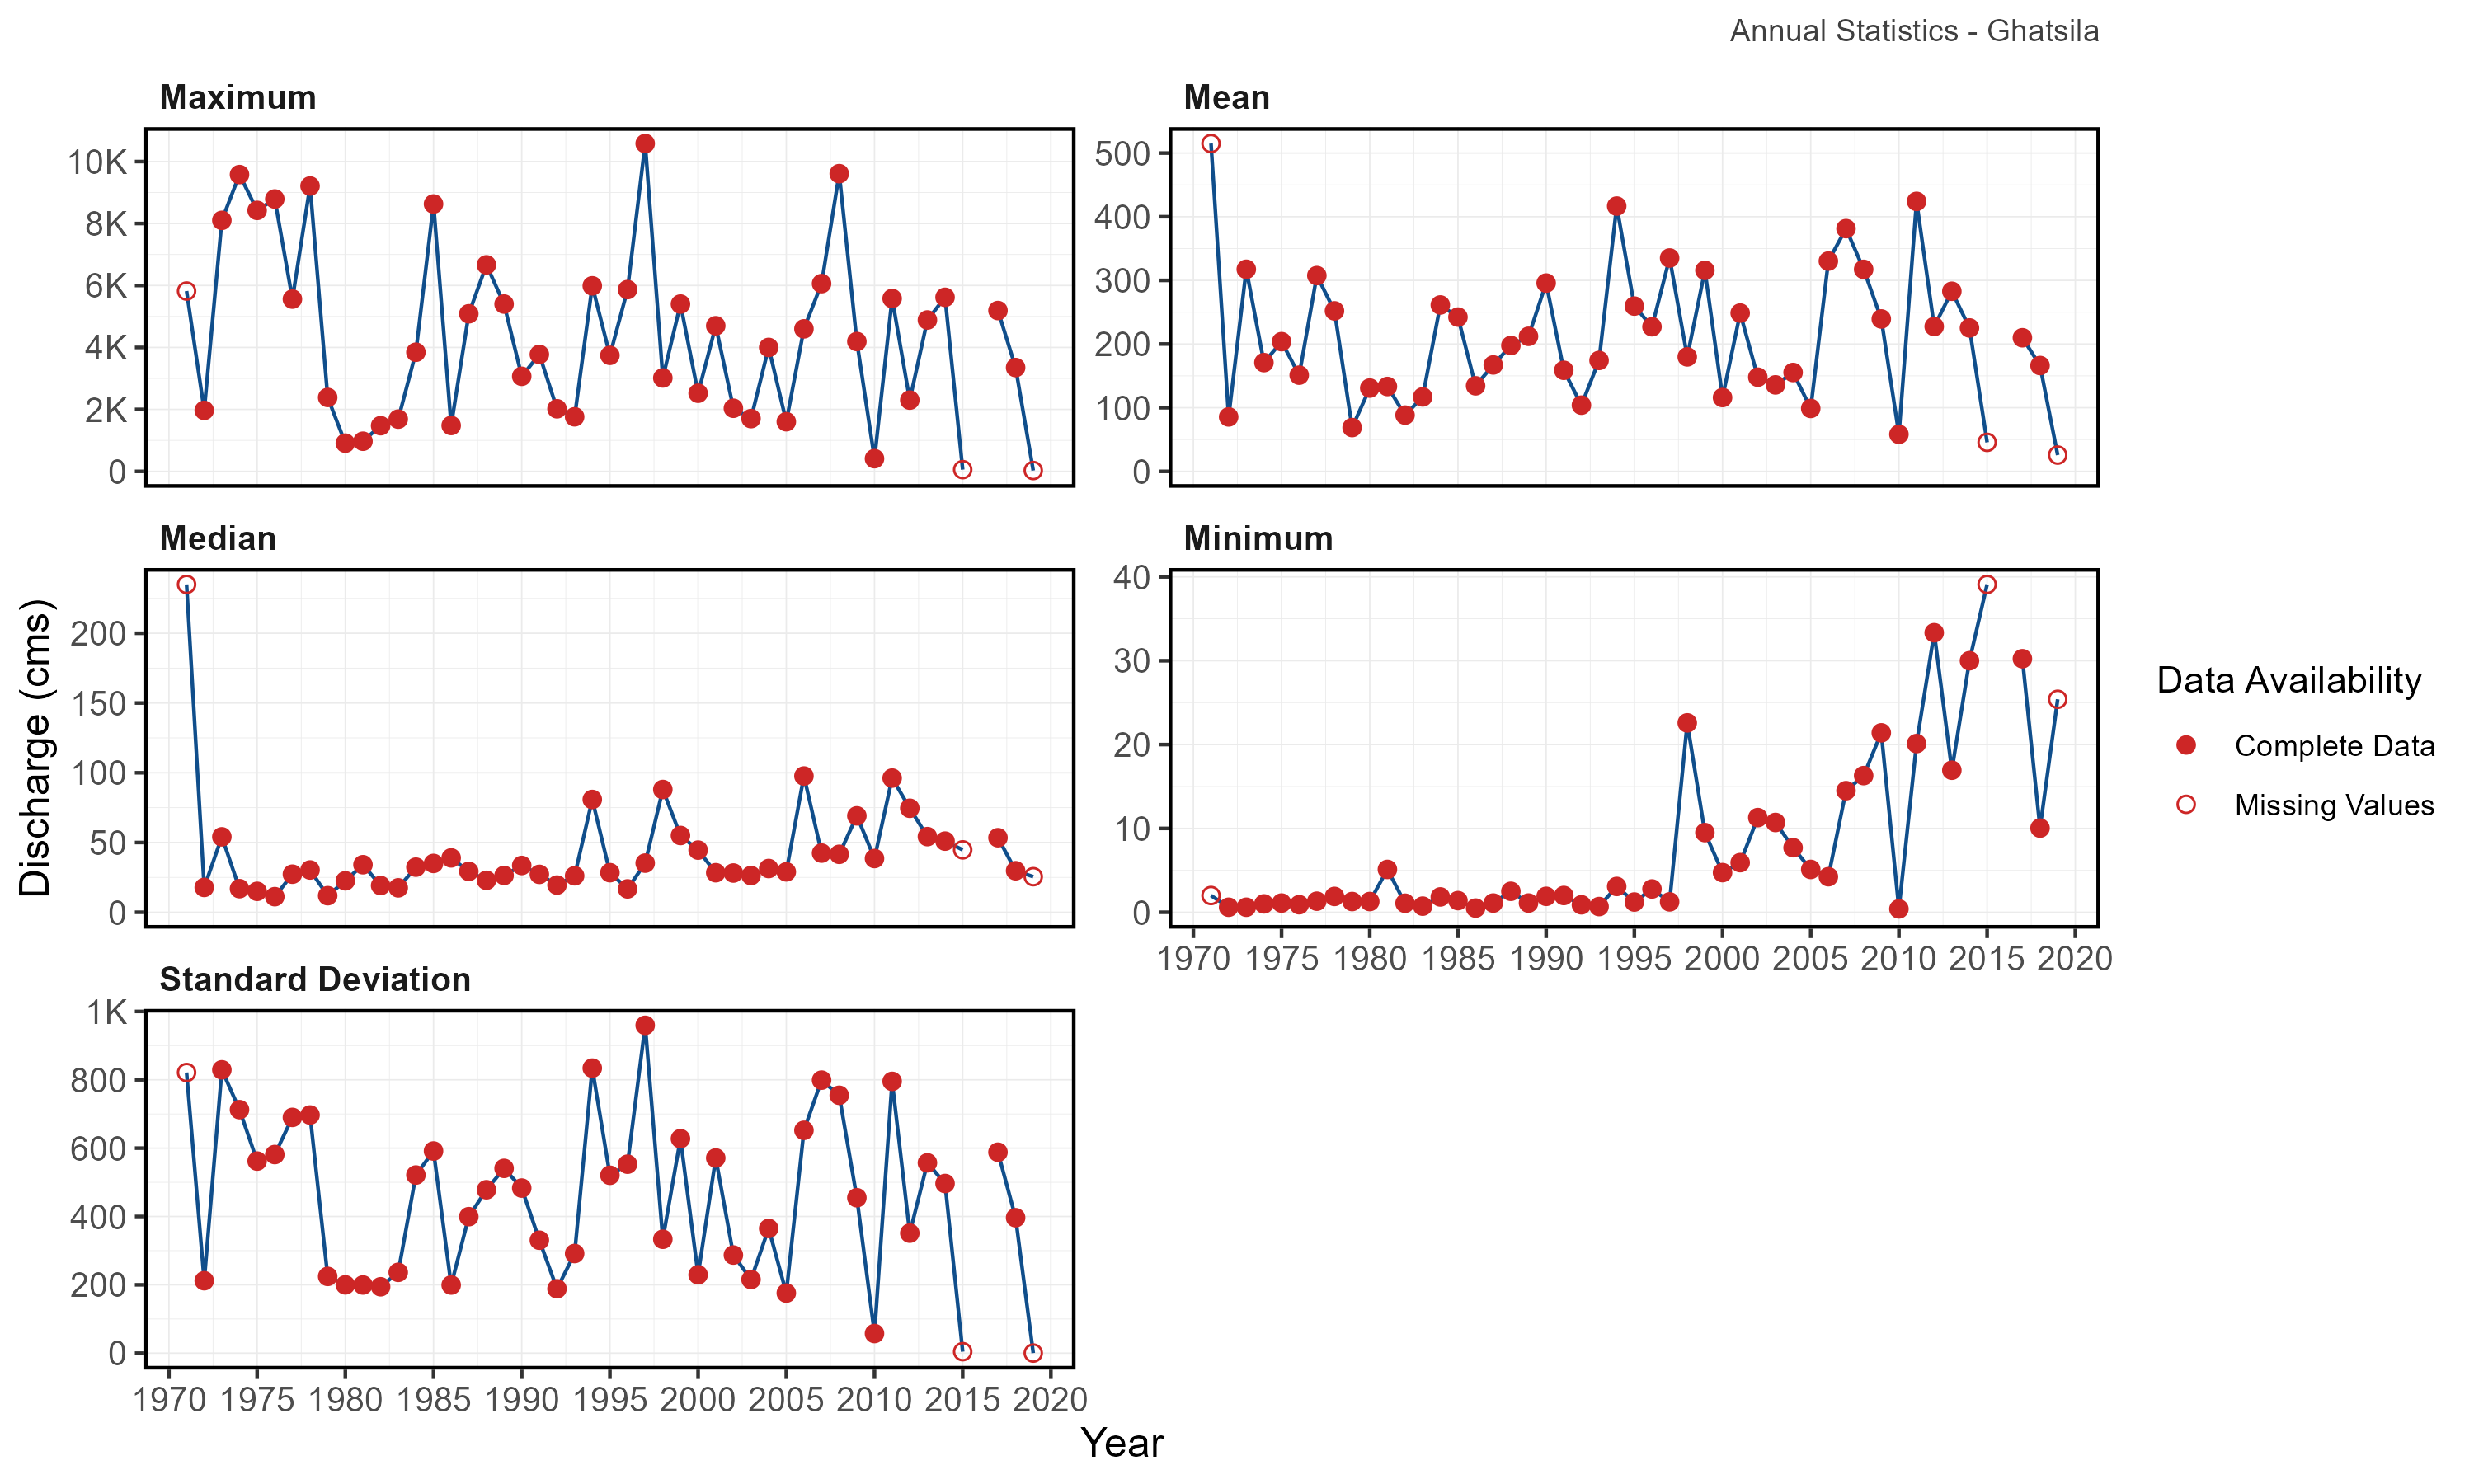 Annual Statistics - Ghatsila
Maximum
10K
8K
6K
4K
2K
0
Mean
500
400
300
200
100
0
Discharge (cms)
Median
200
150
100
50
0
Minimum
40
30
20
10
0
1970 1975 1980 1985 1990 1995 2000 2005 2010 2015 2020
Standard Deviation
1K
800
600
400
200
0
1970 1975 1980 1985 1990 1995 2000 2005 2010 2015 2020
Year
Data Availability
Complete Data
Missing Values